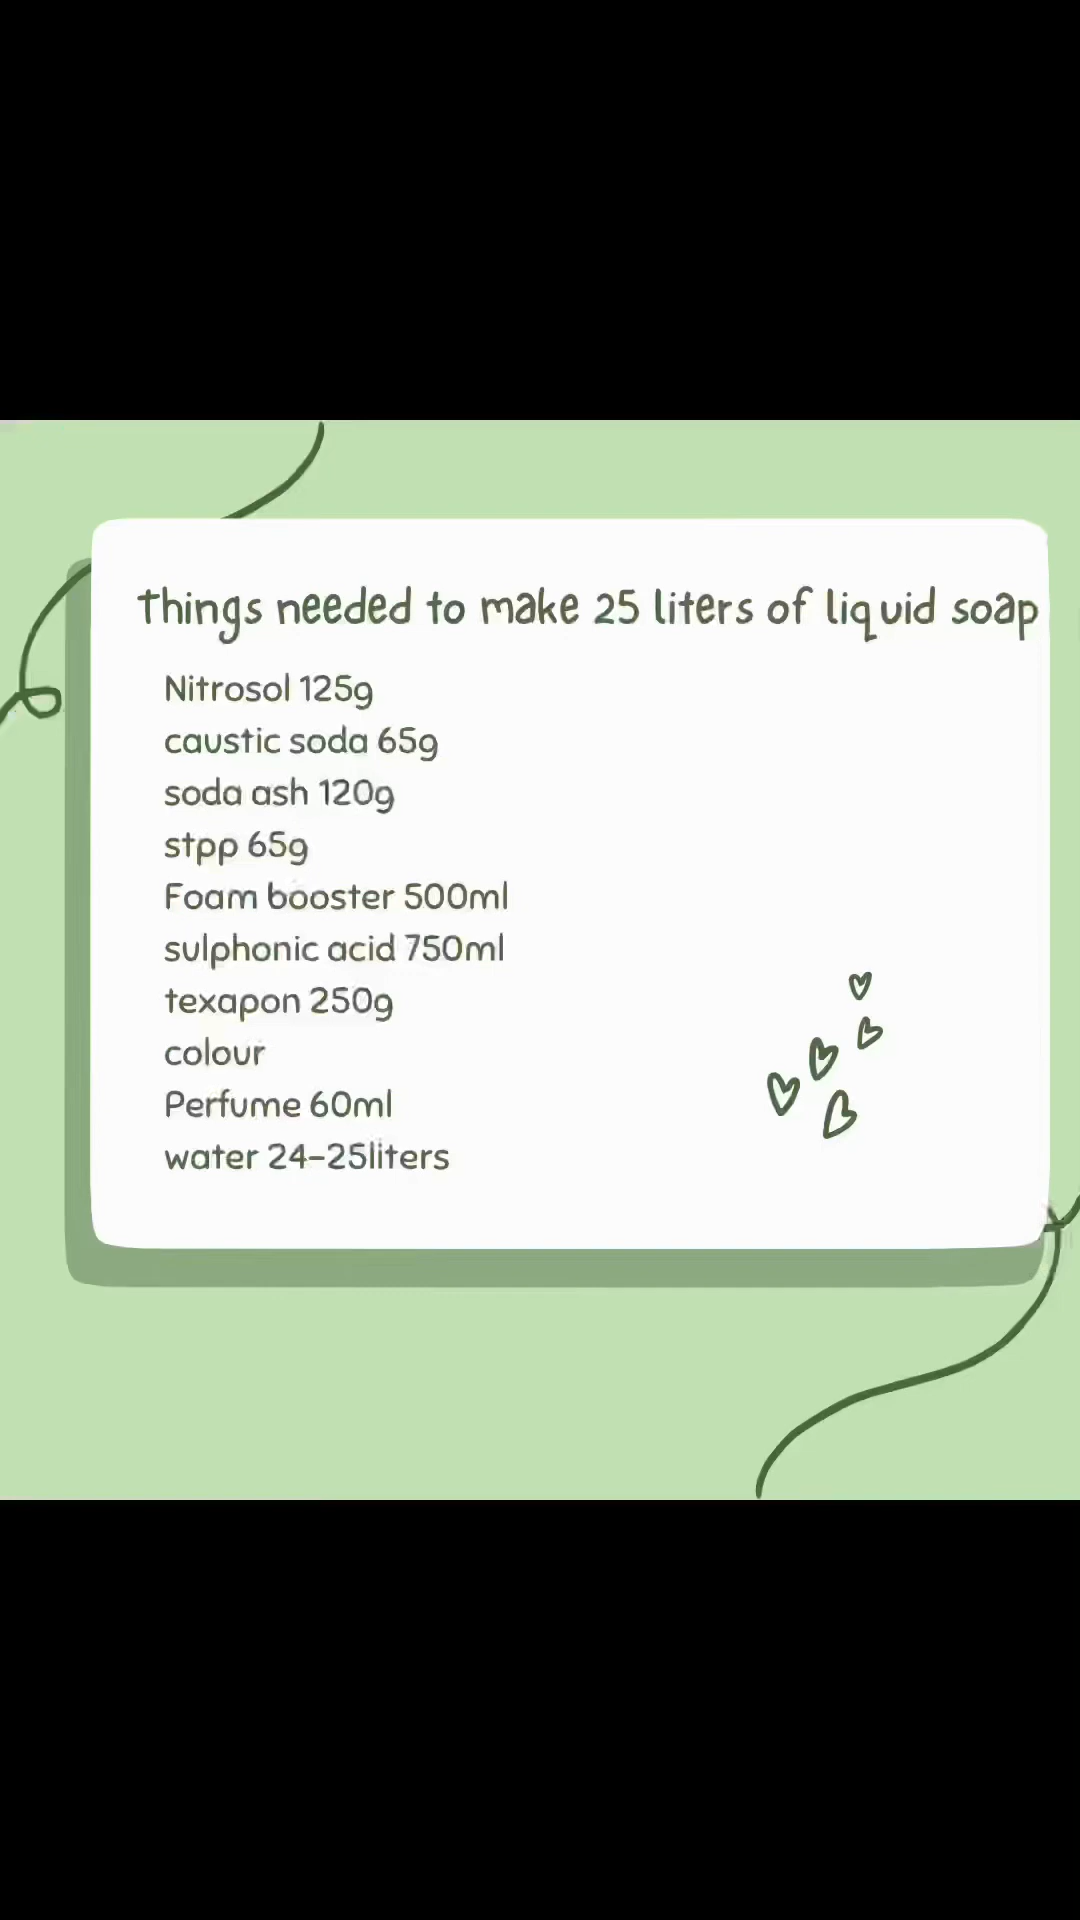 Things needed to make 25 liters of liquid soap
Nitrosol 125g
caustic soda 65g
soda ash 120g
stpp 65g
Foam booster 500ml
sulphonic acid 750ml
texapon 250g
colour
Perfume 60ml
water 24-25liters